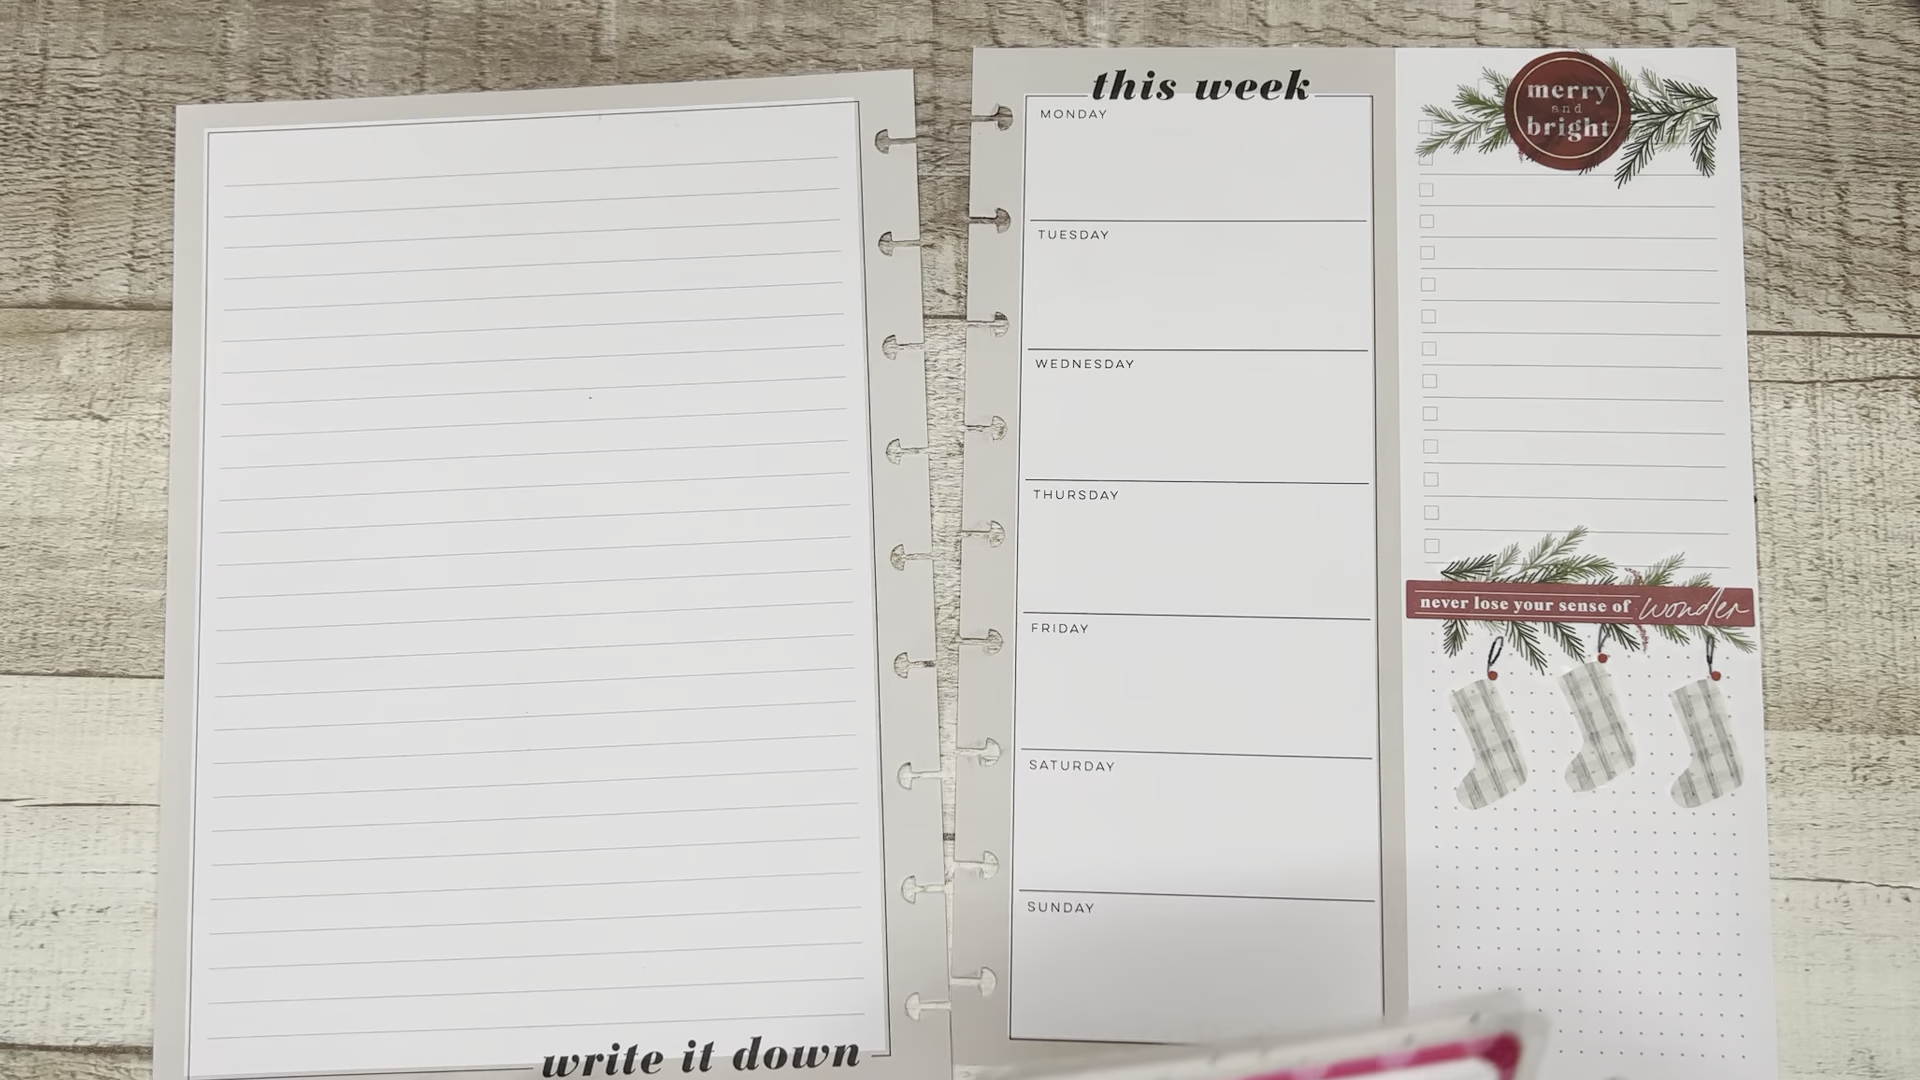 write it down
this week
MONDAY
TUESDAY
WEDNESDAY
THURSDAY
FRIDAY
SATURDAY
SUNDAY
merry
and
bright
never lose your sense of wonder